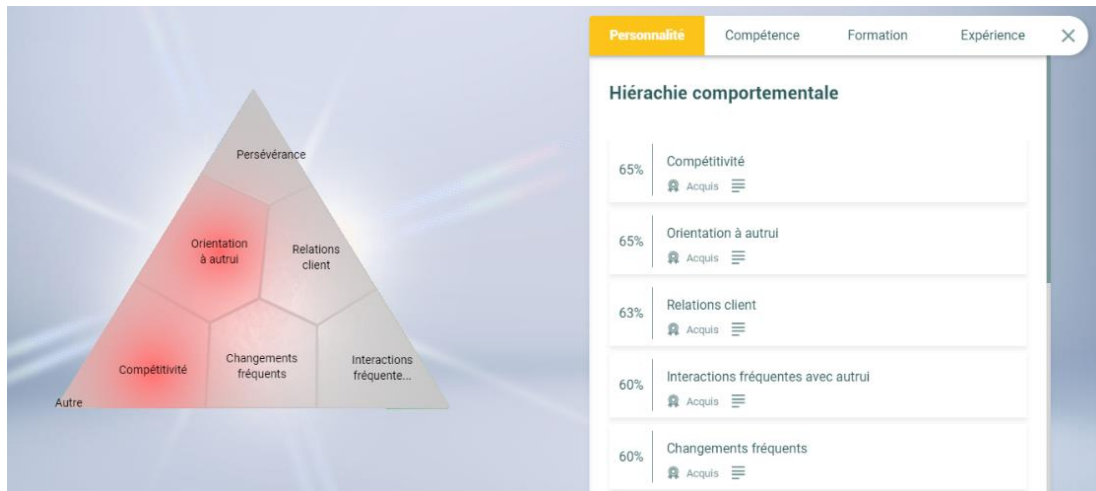 Personnalité
Compétence
Formation
Expérience
Hiérachie comportementale
65%
Compétitivité
Acquis
65%
Orientation à autrui
Acquis
63%
Relations client
Acquis
60%
Interactions fréquentes avec autrui
Acquis
60%
Changements fréquents
Acquis
Persévérance
Orientation
à autrui
Relations
client
Compétitivité
Changements
fréquents
Interactions
fréquente...
Autre